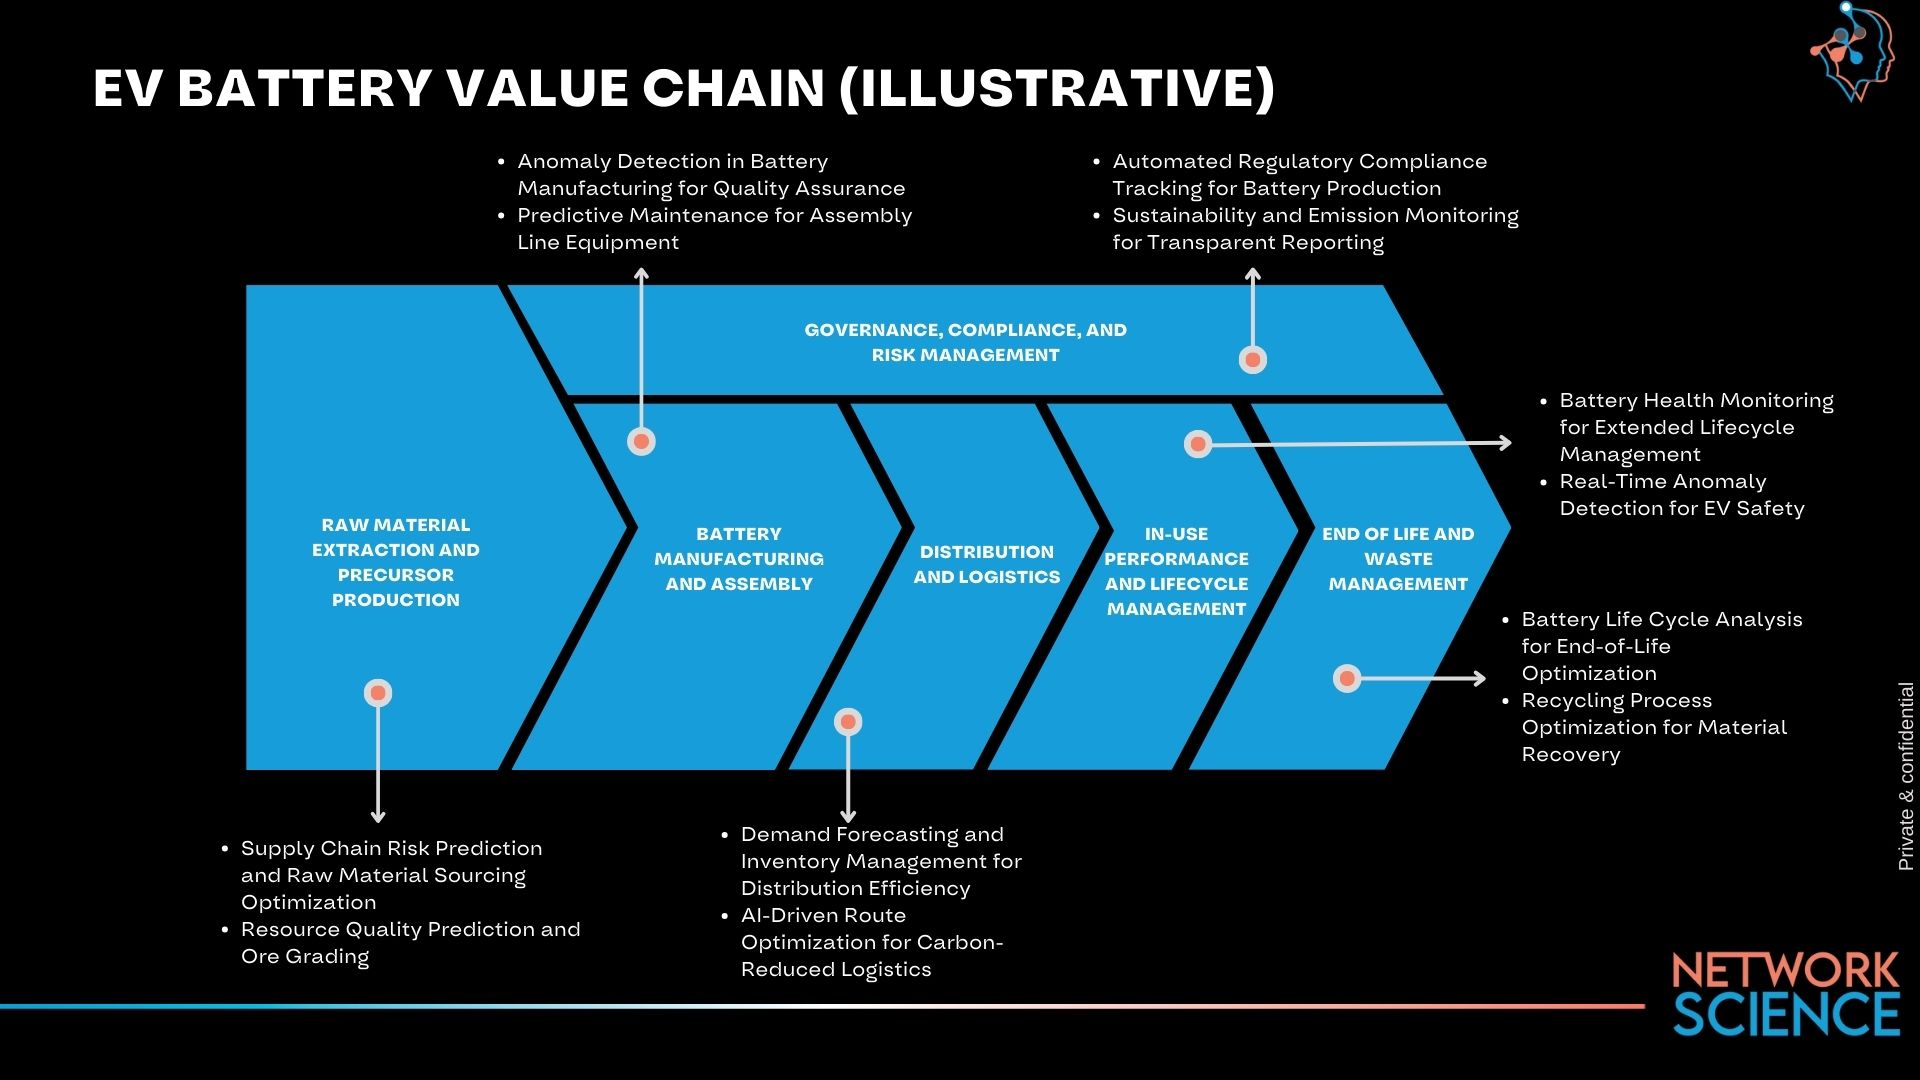 EV BATTERY VALUE CHAIN (ILLUSTRATIVE)
• Anomaly Detection in Battery
Manufacturing for Quality Assurance
• Predictive Maintenance for Assembly
Line Equipment
• Automated Regulatory Compliance
Tracking for Battery Production
• Sustainability and Emission Monitoring
for Transparent Reporting
GOVERNANCE, COMPLIANCE, AND
RISK MANAGEMENT
RAW MATERIAL
EXTRACTION AND
PRECURSOR
PRODUCTION
BATTERY
MANUFACTURING
AND ASSEMBLY
DISTRIBUTION
AND LOGISTICS
IN-USE
PERFORMANCE
AND LIFECYCLE
MANAGEMENT
END OF LIFE AND
WASTE
MANAGEMENT
• Battery Health Monitoring
for Extended Lifecycle
Management
• Real-Time Anomaly
Detection for EV Safety
• Battery Life Cycle Analysis
for End-of-Life
Optimization
• Recycling Process
Optimization for Material
Recovery
• Supply Chain Risk Prediction
and Raw Material Sourcing
Optimization
• Resource Quality Prediction and
Ore Grading
• Demand Forecasting and
Inventory Management for
Distribution Efficiency
• AI-Driven Route
Optimization for Carbon-
Reduced Logistics
Private & confidential
NETWORK
SCIENCE